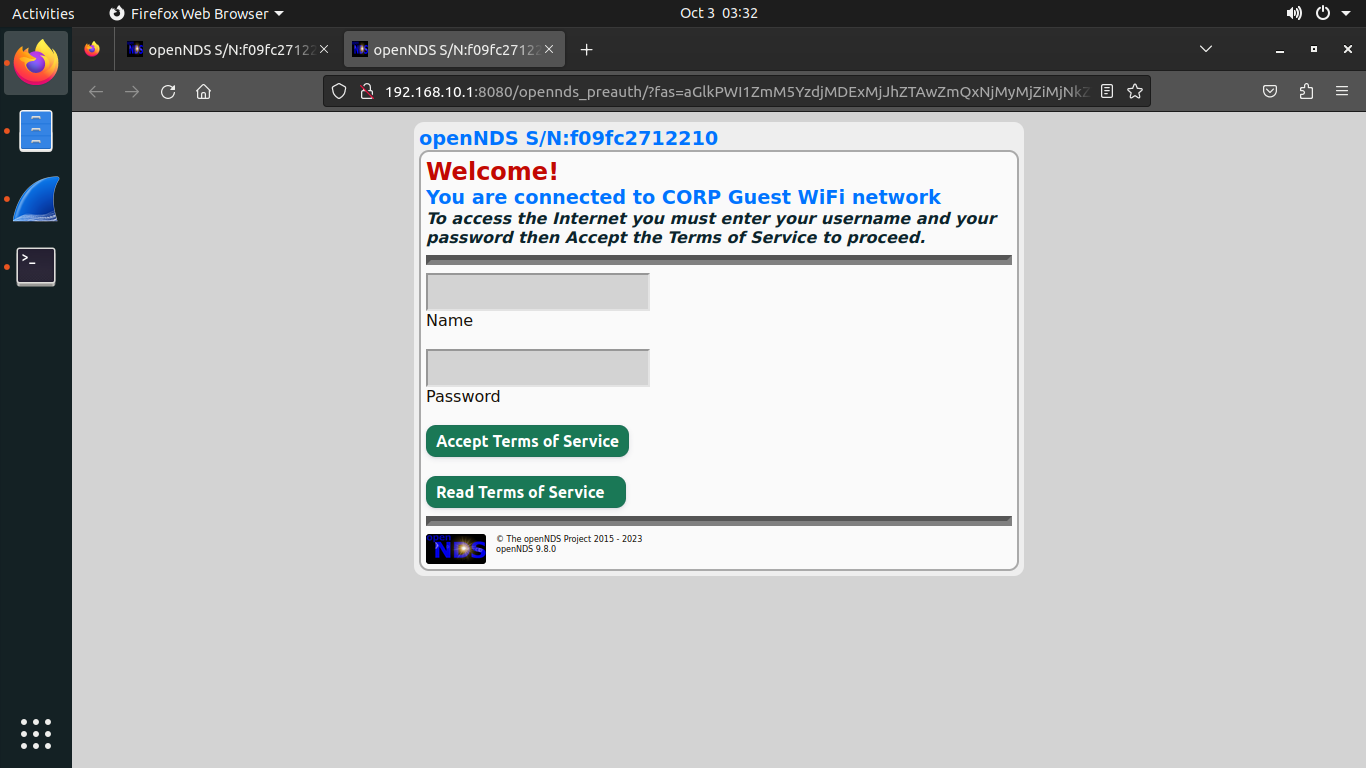 Activities
Firefox Web Browser
Oct 3 03:32
openNDS S/N:f09fc2712
openNDS S/N:f09fc27122
192.168.10.1:8080/opennds_preauth/?fas=aGlkPWI1ZmM5YzdjMDExMjJhZTAwZmQxNjMyMjZiMjNkZ
openNDS S/N:f09fc2712210
Welcome!
You are connected to CORP Guest WiFi network
To access the Internet you must enter your username and your
password then Accept the Terms of Service to proceed.
Name
Password
Accept Terms of Service
Read Terms of Service
open
NDS
© The openNDS Project 2015 - 2023
openNDS 9.8.0